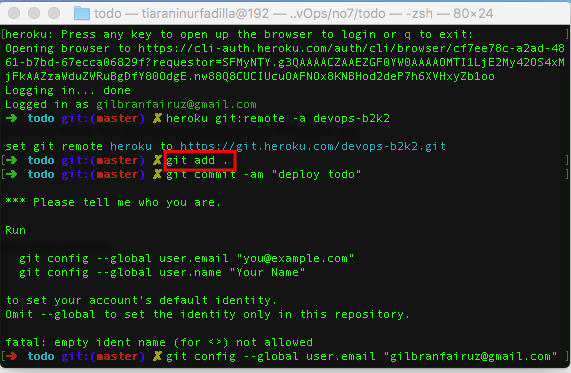 todo — tiaraninurfadilla@192 — ..vOps/no7/todo — -zsh — 80×24
[heroku: Press any key to open up the browser to login or q to exit:
Opening browser to https://cli-auth.heroku.com/auth/cli/browser/cf7ee78c-a2ad-48
61-b7bd-67ecca06829f?requestor=SFMyNTY.g3QAAAACZAAEZGF0YW0AAAAOMTI1LjE2My42OS4xM
jFkAAZzaWduZWRuBgDfY80OdgE.nw88Q8CUCIUcuOAFNOx8KNBHod2deP7h6XVHxyZb1oo
Logging in... done
Logged in as gilbranfairuz@gmail.com
[➜ todo git:(master) ✗ heroku git:remote -a devops-b2k2
set git remote heroku to https://git.heroku.com/devops-b2k2.git
[➜ todo git:(master) ✗ git add .
[➜ todo git:(master) ✗ git commit -am "deploy todo"
*** Please tell me who you are.
Run
git config --global user.email "you@example.com"
git config --global user.name "Your Name"
to set your account's default identity.
Omit --global to set the identity only in this repository.
fatal: empty ident name (for <>) not allowed
[➜ todo git:(master) ✗ git config --global user.email "gilbranfairuz@gmail.com" ]